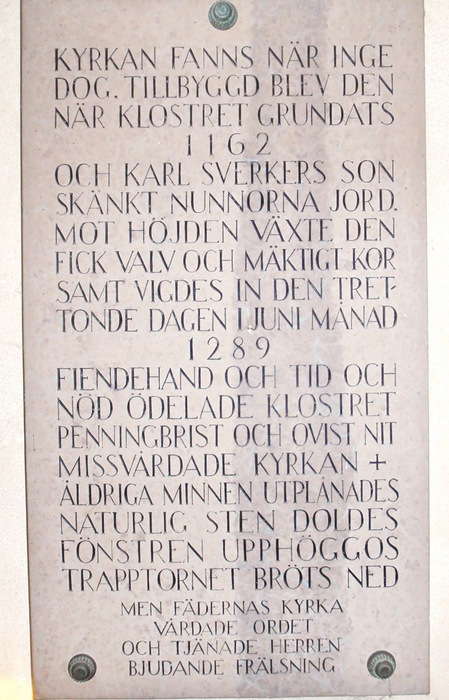 KYRKAN FANNS NÄR INGE
DOG. TILLBYGGD BLEV DEN
NÄR KLOSTRET GRUNDATS
1162
OCH KARL SVERKERS SON
SKÄNKT NUNNORNA JORD.
MOT HÖJDEN VÄXTE DEN
FICK VALV OCH MÄKTIGT KOR
SAMT VIGDES IN DEN TRET-
TONDE DAGEN I JUNI MÅNAD
1289
FIENDEHAND OCH TID OCH
NÖD ÖDELADE KLOSTRET
PENNINGBRIST OCH OVIST NIT
MISSVÅRDADE KYRKAN +
ÅLDRIGA MINNEN UTPLÅNADES
NATURLIG STEN DOLDES
FÖNSTREN UPPHÖGGOS
TRAPPTORNET BRÖTS NED
MEN FÄDERNAS KYRKA
VÅRDADE ORDET
OCH TJÄNADE HERREN
BJUDANDE FRÄLSNING